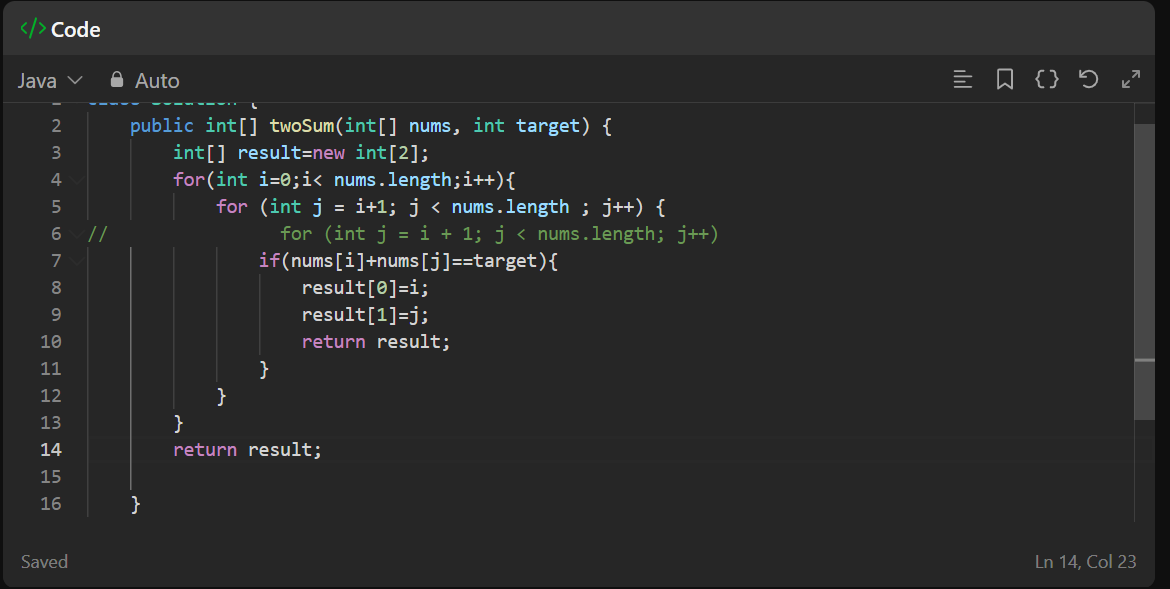 </> Code
Java Auto
class Solution {
2 public int[] twoSum(int[] nums, int target) {
3 int[] result=new int[2];
4 for(int i=0;i< nums.length;i++){
5 for (int j = i+1; j < nums.length ; j++) {
6 // for (int j = i + 1; j < nums.length; j++)
7 if(nums[i]+nums[j]==target){
8 result[0]=i;
9 result[1]=j;
10 return result;
11 }
12 }
13 }
14 return result;
15
16 }
Saved Ln 14, Col 23